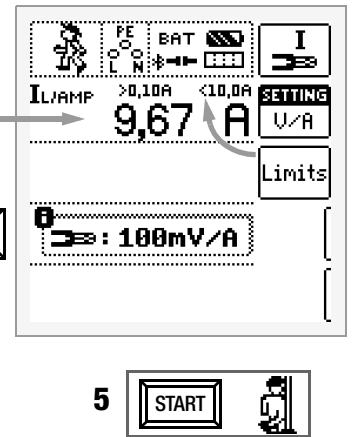 PE
L N
BAT
I
IL/AMP >0,10A <10,0A
9,67 A
SETTING
V/A
Limits
: 100mV/A
5 START